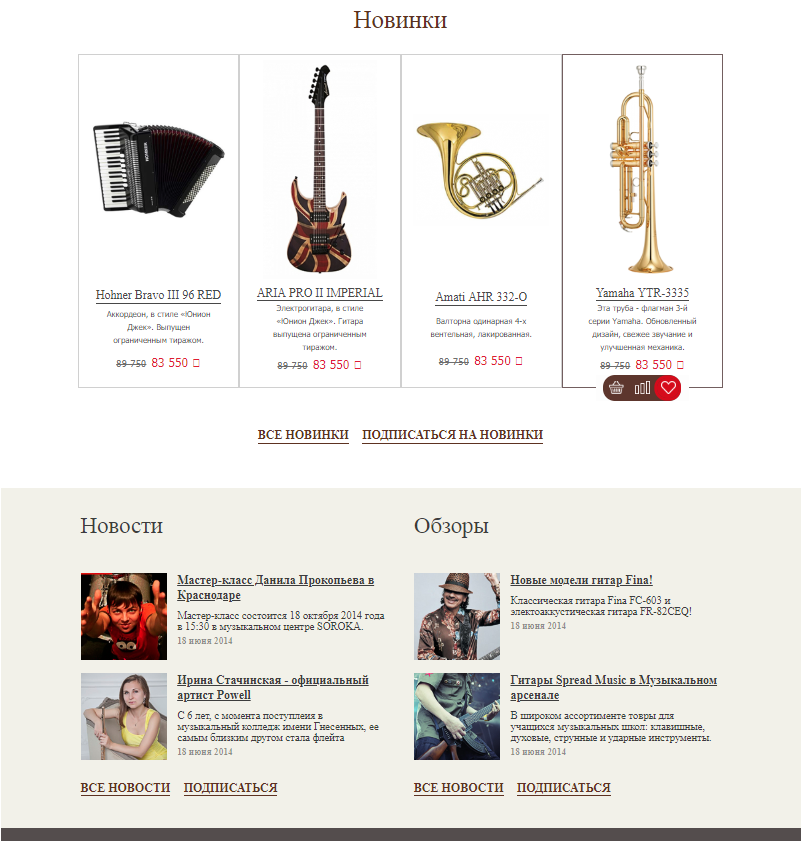 Новинки
Hohner Bravo III 96 RED
Аккордеон, в стиле «Юнион
Джек». Выпущен
ограниченным тиражом.
89 750 83 550
ARIA PRO II IMPERIAL
Электрогитара, в стиле
«Юнион Джек». Гитара
выпущена ограниченным
тиражом.
89 750 83 550
Amati AHR 332-O
Валторна одинарная 4-х
вентельная, лакированная.
89 750 83 550
Yamaha YTR-3335
Эта труба - флагман 3-й
серии Yamaha. Обновленный
дизайн, свежее звучание и
улучшенная механика.
89 750 83 550
ВСЕ НОВИНКИ ПОДПИСАТЬСЯ НА НОВИНКИ
Новости
Мастер-класс Данила Прокопьева в
Краснодаре
Мастер-класс состоится 18 октября 2014 года
в 15:30 в музыкальном центре SOROKA.
18 июня 2014
Ирина Стачинская - официальный
артист Powell
С 6 лет, с момента поступлеия в
музыкальный колледж имени Гнесенных, ее
самым близким другом стала флейта
18 июня 2014
ВСЕ НОВОСТИ ПОДПИСАТЬСЯ
Обзоры
Новые модели гитар Fina!
Классическая гитара Fina FC-603 и
электоаккустическая гитара FR-82CEQ!
18 июня 2014
Гитары Spread Music в Музыкальном
арсенале
В широком ассортименте товры для
учащихся музыкальных школ: клавишные,
духовые, струнные и ударные инструменты.
18 июня 2014
ВСЕ НОВОСТИ ПОДПИСАТЬСЯ